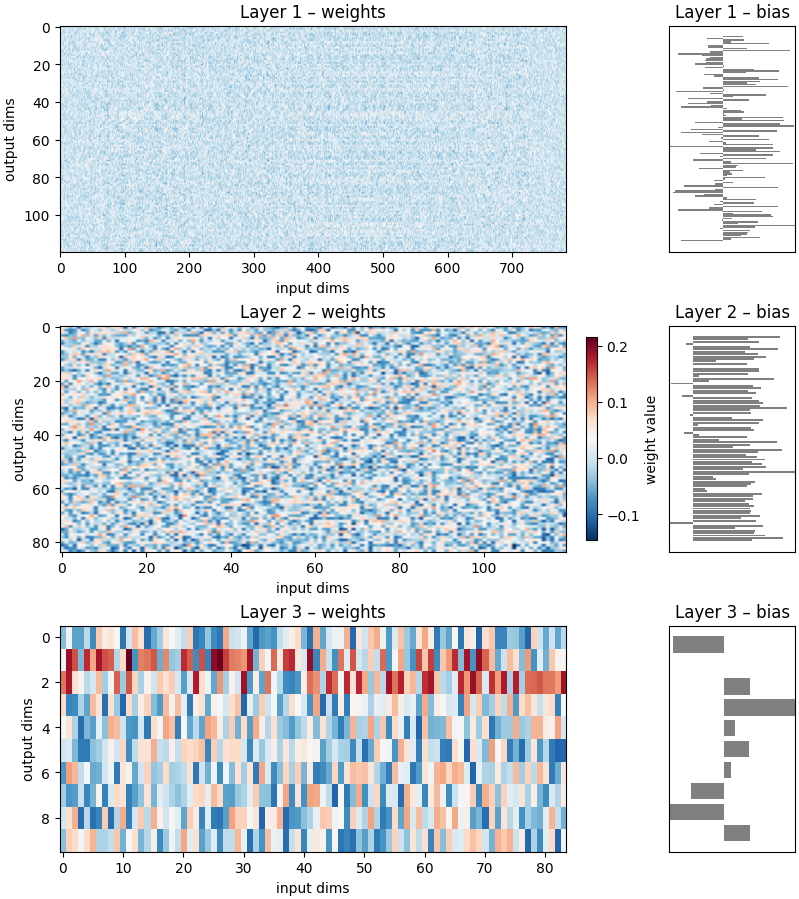 Layer 1 – weights
Layer 1 – bias
0
20
40
60
80
100
output dims
0 100 200 300 400 500 600 700
input dims
Layer 2 – weights
Layer 2 – bias
0
20
40
60
80
output dims
0 20 40 60 80 100
input dims
0.2
0.1
0.0
−0.1
weight value
Layer 3 – weights
Layer 3 – bias
0
2
4
6
8
output dims
0 10 20 30 40 50 60 70 80
input dims